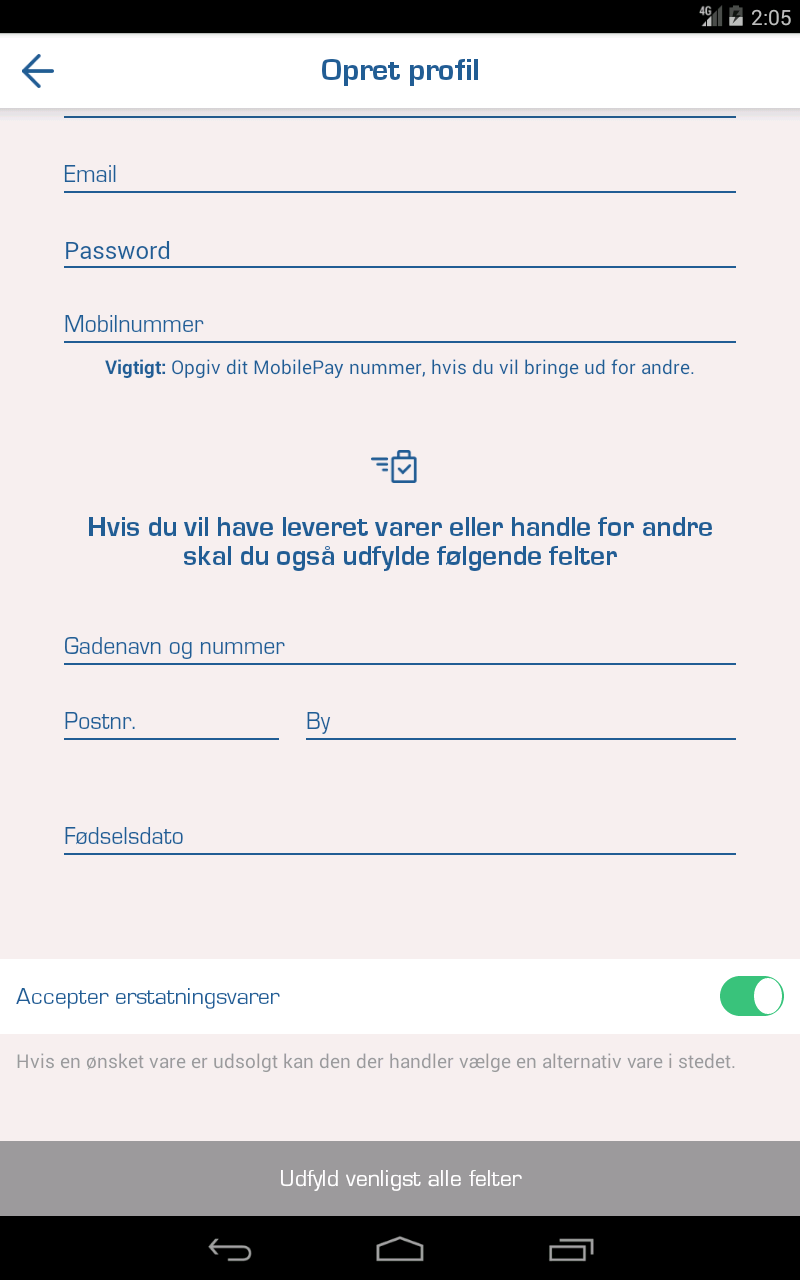 4G 2:05
Opret profil
Email
Password
Mobilnummer
Vigtigt: Opgiv dit MobilePay nummer, hvis du vil bringe ud for andre.
Hvis du vil have leveret varer eller handle for andre
skal du også udfylde følgende felter
Gadenavn og nummer
Postnr. By
Fødselsdato
Accepter erstatningsvarer
Hvis en ønsket vare er udsolgt kan den der handler vælge en alternativ vare i stedet.
Udfyld venligst alle felter